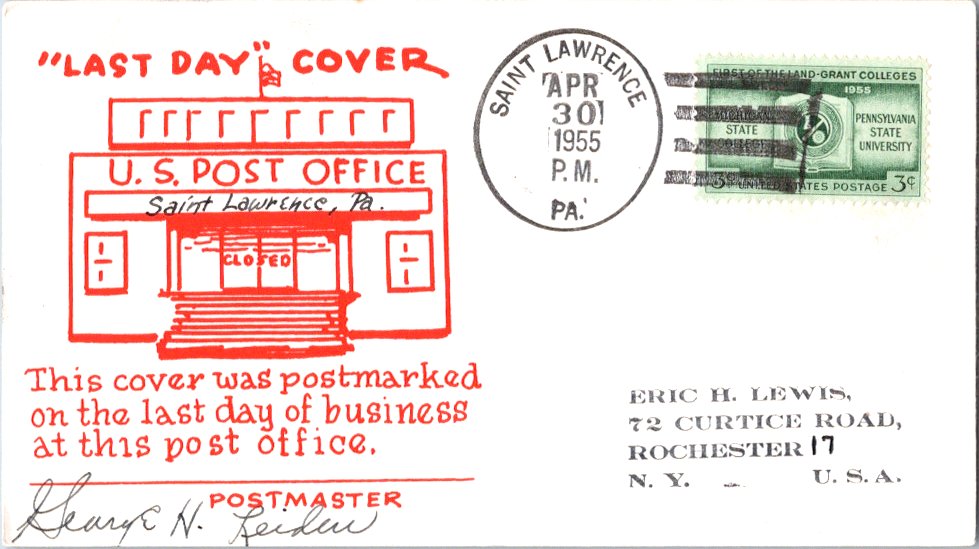 "LAST DAY" COVER
U.S. POST OFFICE
Saint Lawrence, Pa.
CLOSED
This cover was postmarked
on the last day of business
at this post office.
POSTMASTER
George H.
SAINT LAWRENCE
APR
30
1955
P.M.
PA.
FIRST OF THE LAND-GRANT COLLEGES
1955
MICHIGAN
STATE
COLLEGE
PENNSYLVANIA
STATE
UNIVERSITY
3¢ UNITED STATES POSTAGE 3¢
ERIC H. LEWIS,
72 CURTICE ROAD,
ROCHESTER 17
N. Y. U. S. A.